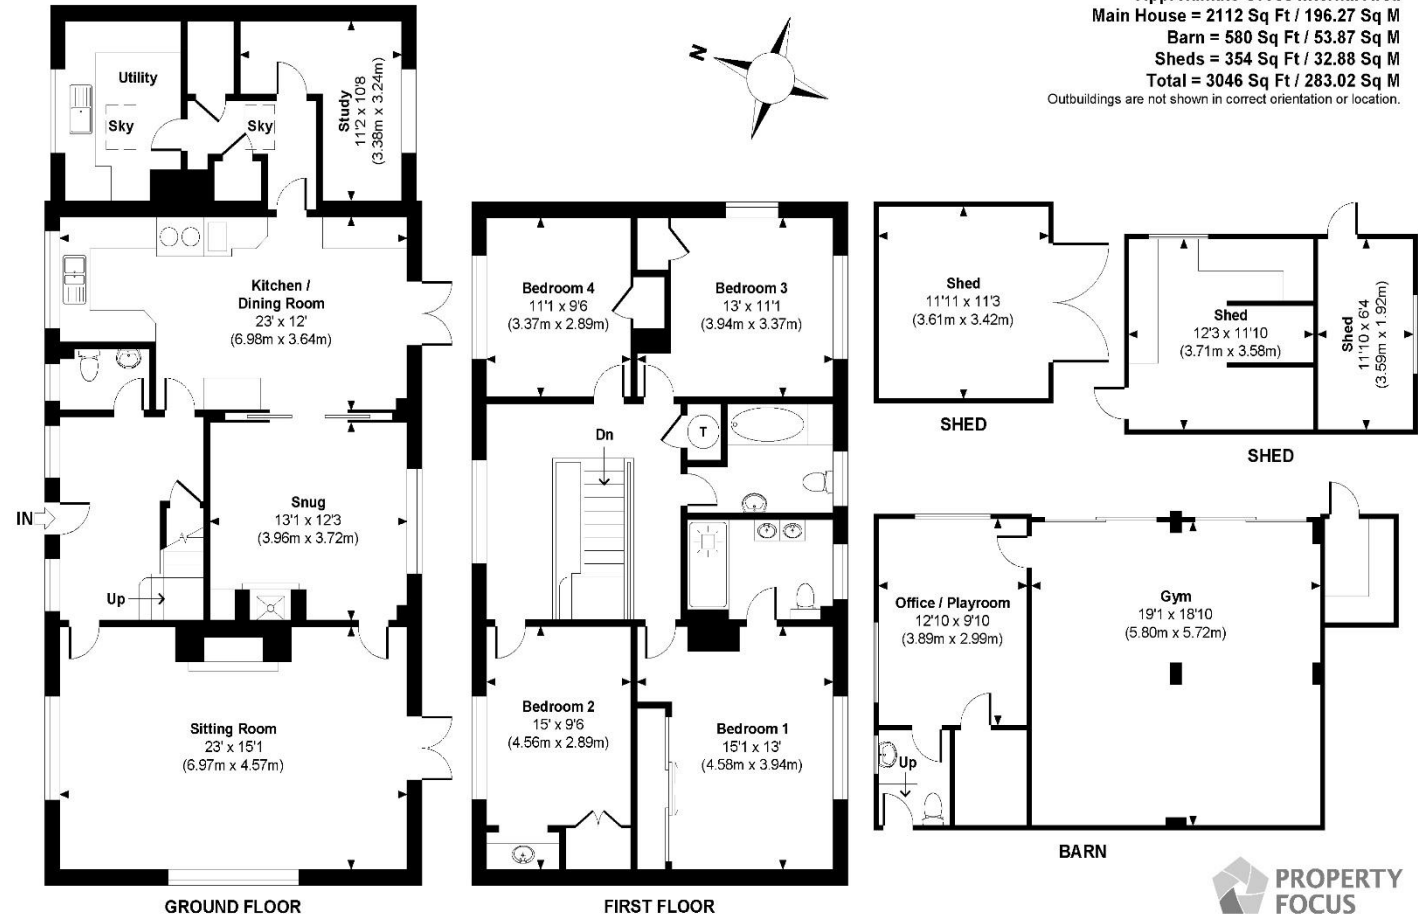 Main House = 2112 Sq Ft / 196.27 Sq M
Barn = 580 Sq Ft / 53.87 Sq M
Sheds = 354 Sq Ft / 32.88 Sq M
Total = 3046 Sq Ft / 283.02 Sq M
Outbuildings are not shown in correct orientation or location.
N
Utility
Sky
Sky
Study
11'2 x 10'8
(3.38m x 3.24m)
Kitchen /
Dining Room
23' x 12'
(6.98m x 3.64m)
Snug
13'1 x 12'3
(3.96m x 3.72m)
IN
Up
Sitting Room
23' x 15'1
(6.97m x 4.57m)
GROUND FLOOR
Bedroom 4
11'1 x 9'6
(3.37m x 2.89m)
Bedroom 3
13' x 11'1
(3.94m x 3.37m)
Dn
T
Bedroom 2
15' x 9'6
(4.56m x 2.89m)
Bedroom 1
15'1 x 13'
(4.58m x 3.94m)
FIRST FLOOR
Shed
11'11 x 11'3
(3.61m x 3.42m)
SHED
Shed
12'3 x 11'10
(3.71m x 3.58m)
Shed
11'10 x 6'4
(3.59m x 1.92m)
SHED
Office / Playroom
12'10 x 9'10
(3.89m x 2.99m)
Gym
19'1 x 18'10
(5.80m x 5.72m)
Up
BARN
PROPERTY
FOCUS